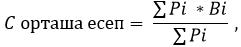 C орташа есеп = ∑Pi * Bi / ∑Pi ,